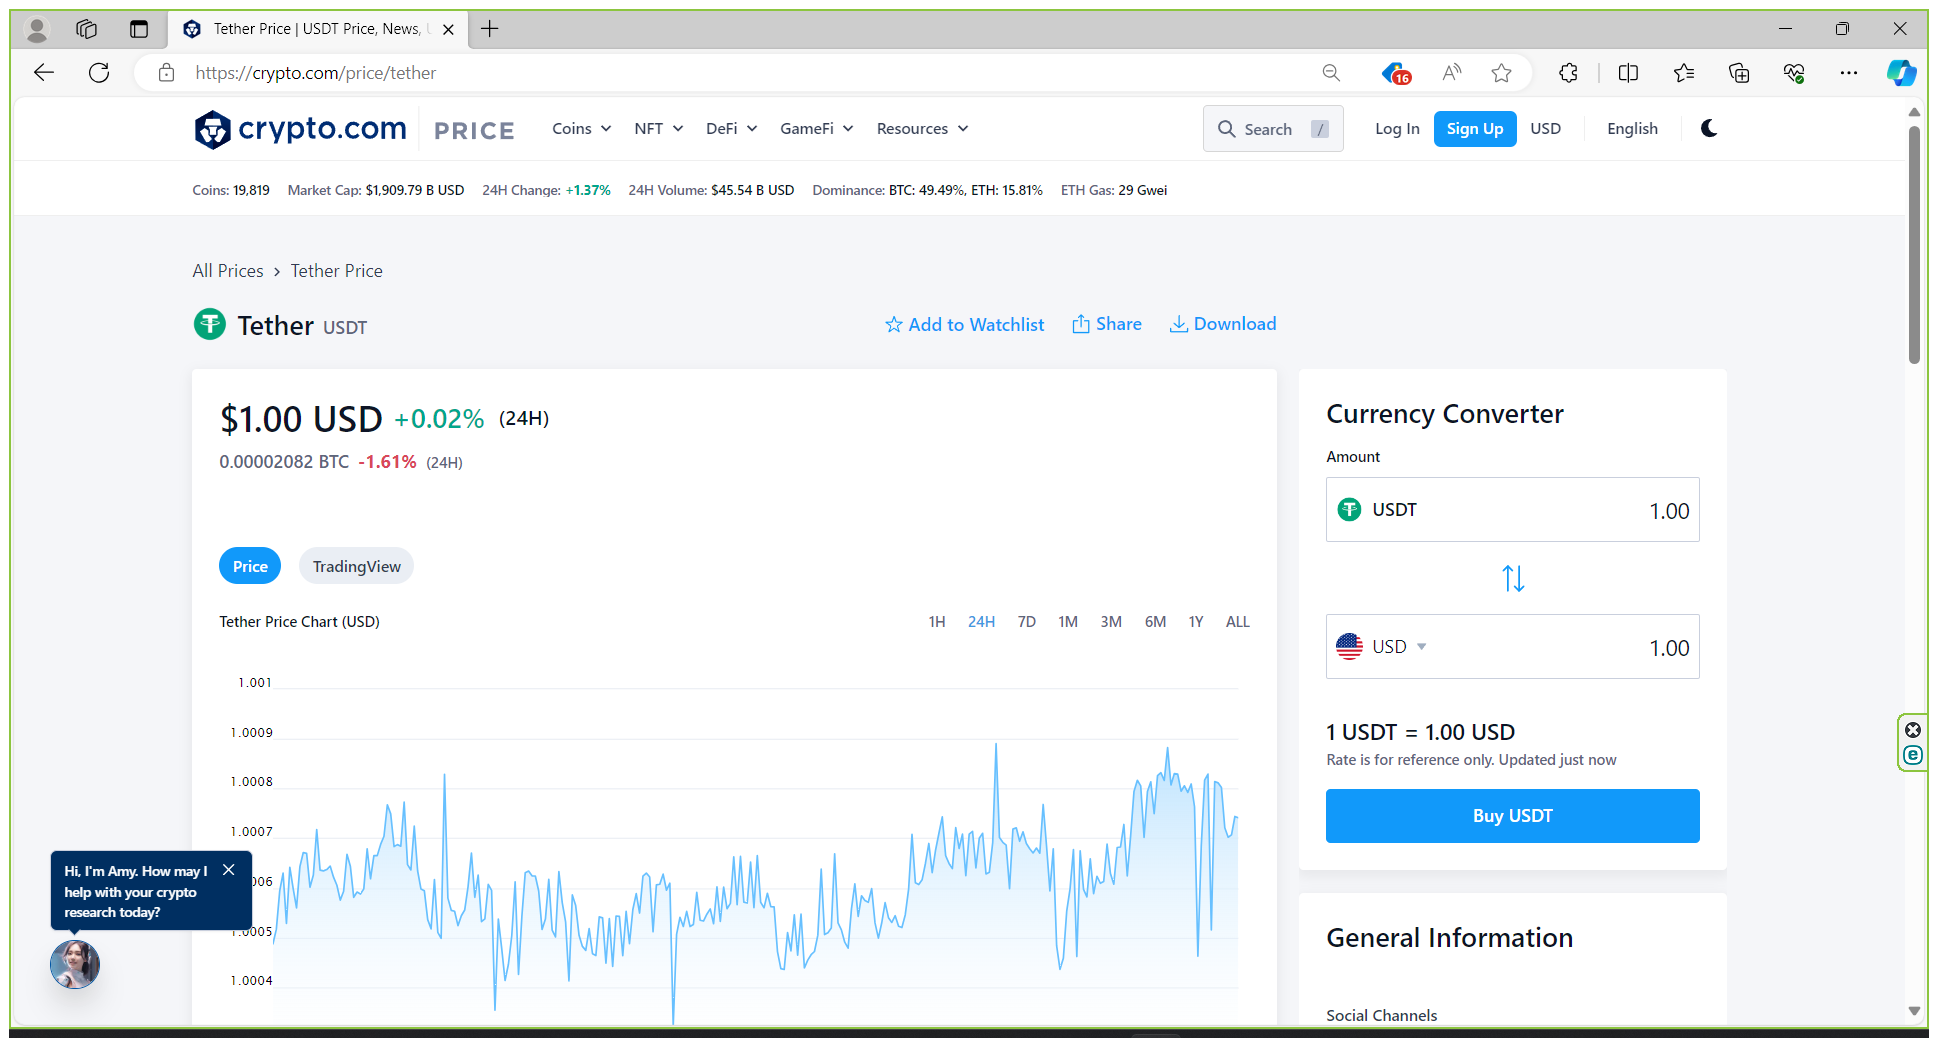 Tether Price | USDT Price, News,
https://crypto.com/price/tether
16
crypto.com PRICE Coins NFT DeFi GameFi Resources Search / Log In Sign Up USD English
Coins: 19,819 Market Cap: $1,909.79 B USD 24H Change: +1.37% 24H Volume: $45.54 B USD Dominance: BTC: 49.49%, ETH: 15.81% ETH Gas: 29 Gwei
All Prices > Tether Price
Tether USDT Add to Watchlist Share Download
$1.00 USD +0.02% (24H)
0.00002082 BTC -1.61% (24H)
Price TradingView
Tether Price Chart (USD) 1H 24H 7D 1M 3M 6M 1Y ALL
1.001
1.0009
1.0008
1.0007
006
1.0005
1.0004
Hi, I'm Amy. How may I
help with your crypto
research today?
Currency Converter
Amount
USDT 1.00
USD 1.00
1 USDT = 1.00 USD
Rate is for reference only. Updated just now
Buy USDT
General Information
Social Channels